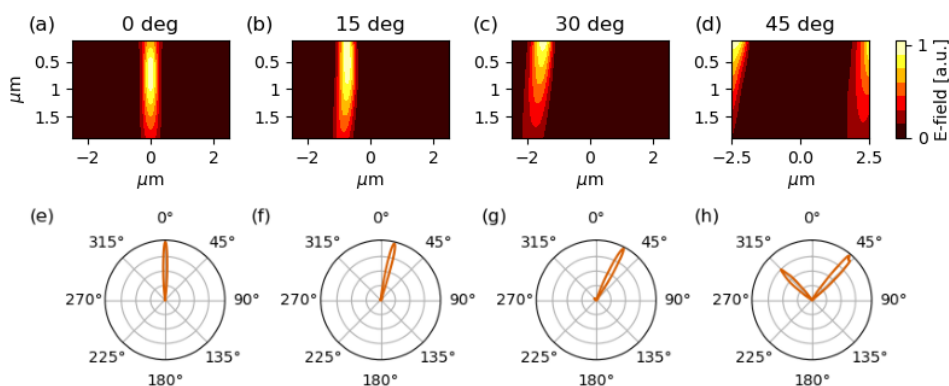 (a) 0 deg (b) 15 deg (c) 30 deg (d) 45 deg
μm 0.5 1 1.5 0.5 1 1.5 0.5 1 1.5 0.5 1 1.5 1 0 E-field [a.u.]
−2 0 2 −2 0 2 −2 0 2 −2.5 0.0 2.5
μm μm μm μm
(e) 0° (f) 0° (g) 0° (h) 0°
315° 45° 315° 45° 315° 45° 315° 45°
270° 90° 270° 90° 270° 90° 270° 90°
225° 135° 225° 135° 225° 135° 225° 135°
180° 180° 180° 180°